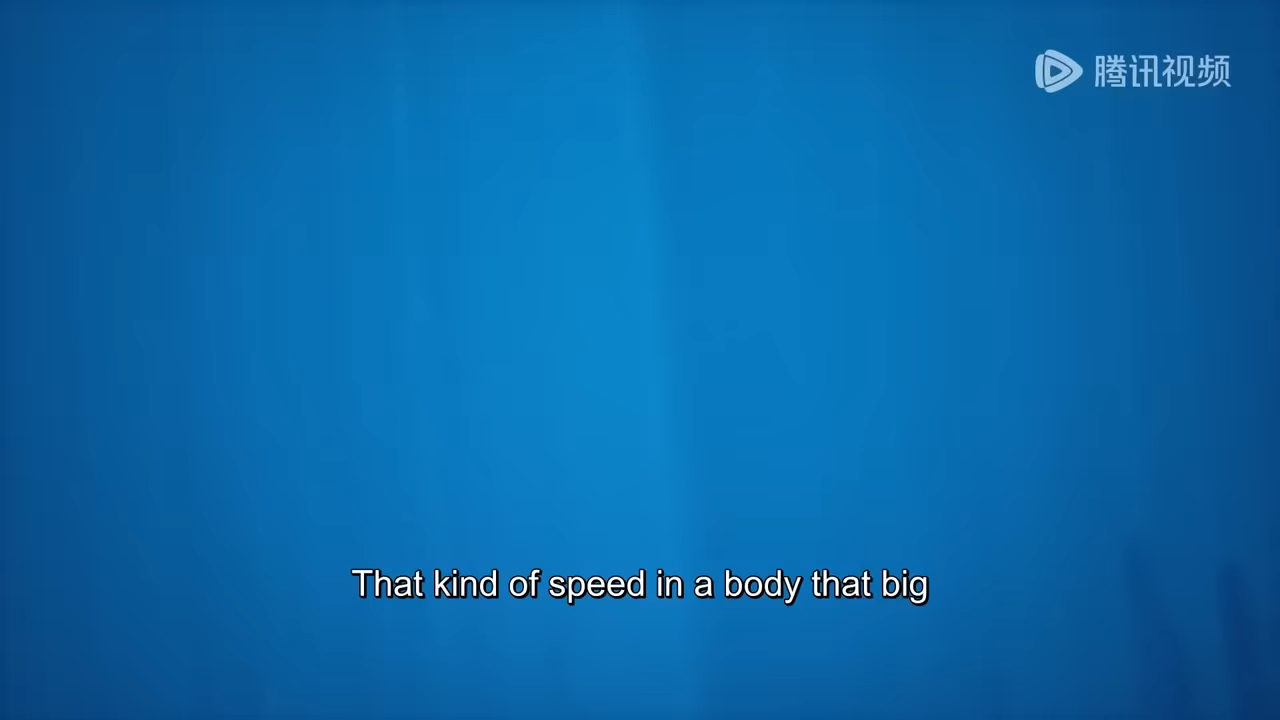 腾讯视频
That kind of speed in a body that big